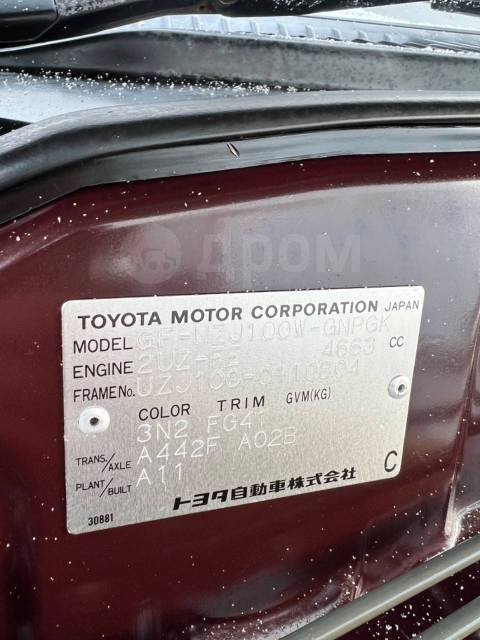 дром
TOYOTA MOTOR CORPORATION JAPAN
MODEL GF-UZJ100W-GNPGK
ENGINE 2UZ-FE 4663 CC
FRAME No. UZJ100-0110804
COLOR TRIM GVM(KG)
3N2 FG41
TRANS./AXLE A442F A02B
PLANT/BUILT A11
C
トヨタ自動車株式会社
30881